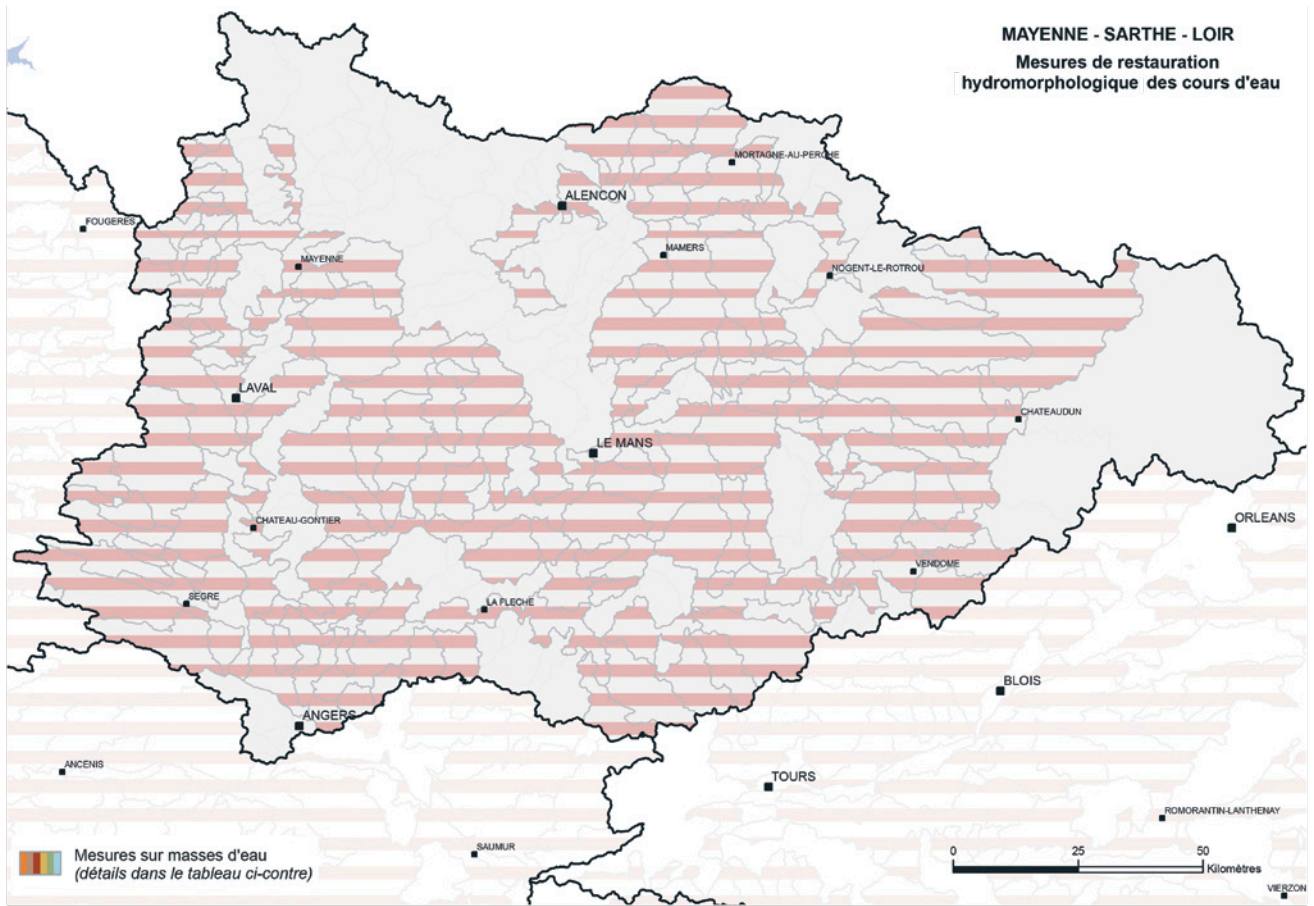 MAYENNE - SARTHE - LOIR
Mesures de restauration
hydromorphologique des cours d'eau
MORTAGNE-AU-PERCHE
ALENCON
FOUGERES
MAMERS
MAYENNE
NOGENT-LE-ROTROU
LAVAL
CHATEAUDUN
LE MANS
ORLEANS
CHATEAU-GONTIER
VENDOME
SEGRE
LA FLECHE
BLOIS
ANGERS
ANCENIS
TOURS
ROMORANTIN-LANTHENAY
SAUMUR
Mesures sur masses d'eau
(détails dans le tableau ci-contre)
0 25 50
Kilomètres
VIERZON